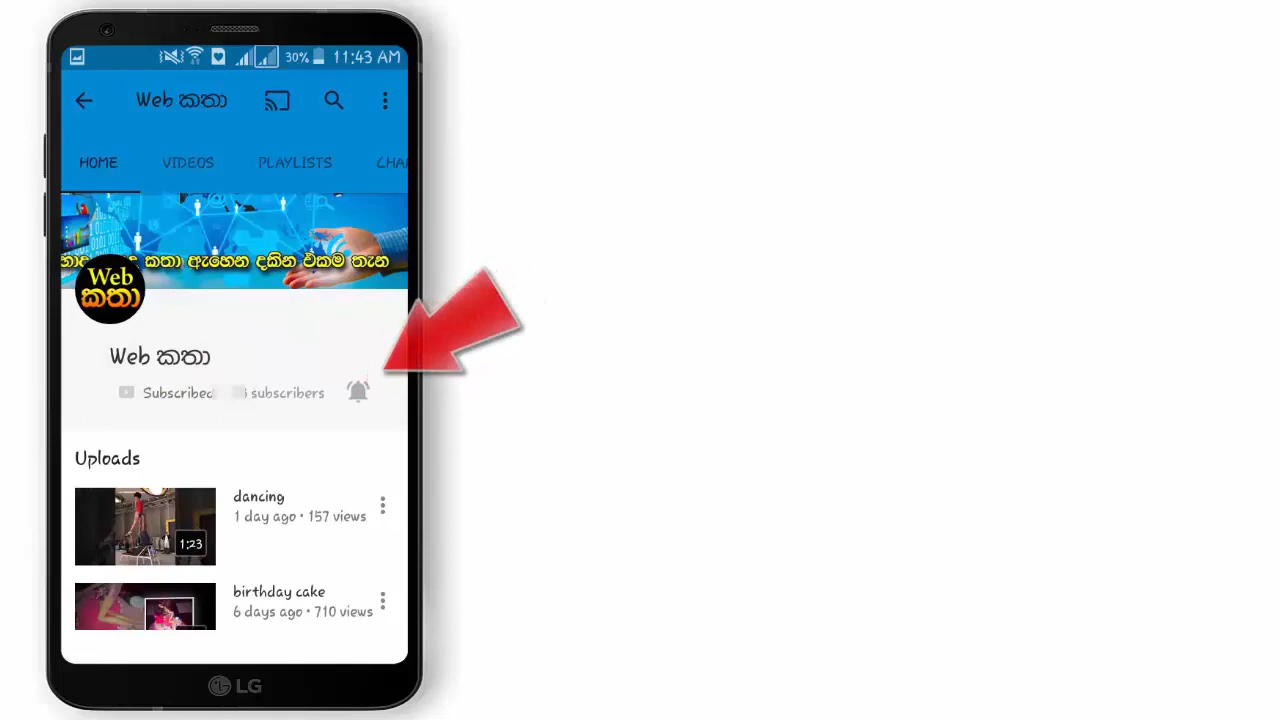 30% 11:43 AM
Web කතා
HOME VIDEOS PLAYLISTS
කතා ඇහෙන දකින එකම තැන
Web
කතා
Web කතා
Subscribed subscribers
Uploads
dancing
1 day ago • 157 views
1:23
birthday cake
6 days ago • 710 views
LG